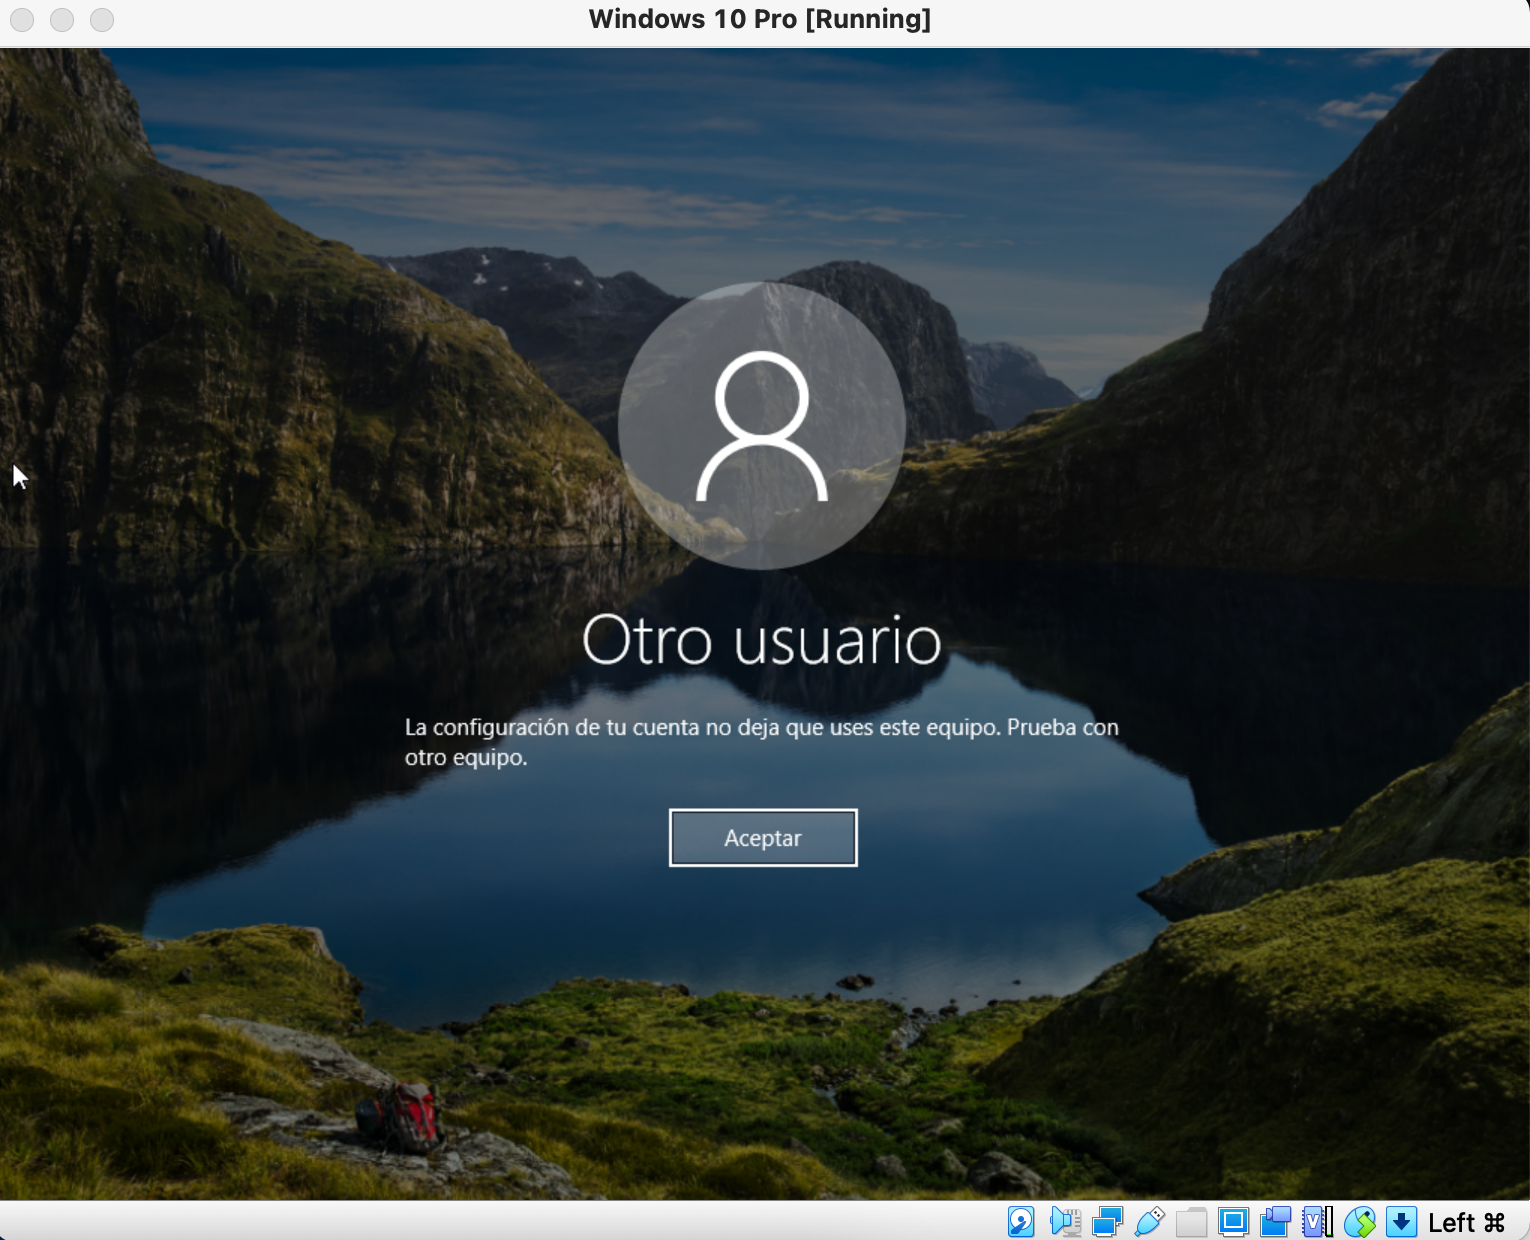 Windows 10 Pro [Running]
Otro usuario
La configuración de tu cuenta no deja que uses este equipo. Prueba con
otro equipo.
Aceptar
Left ⌘